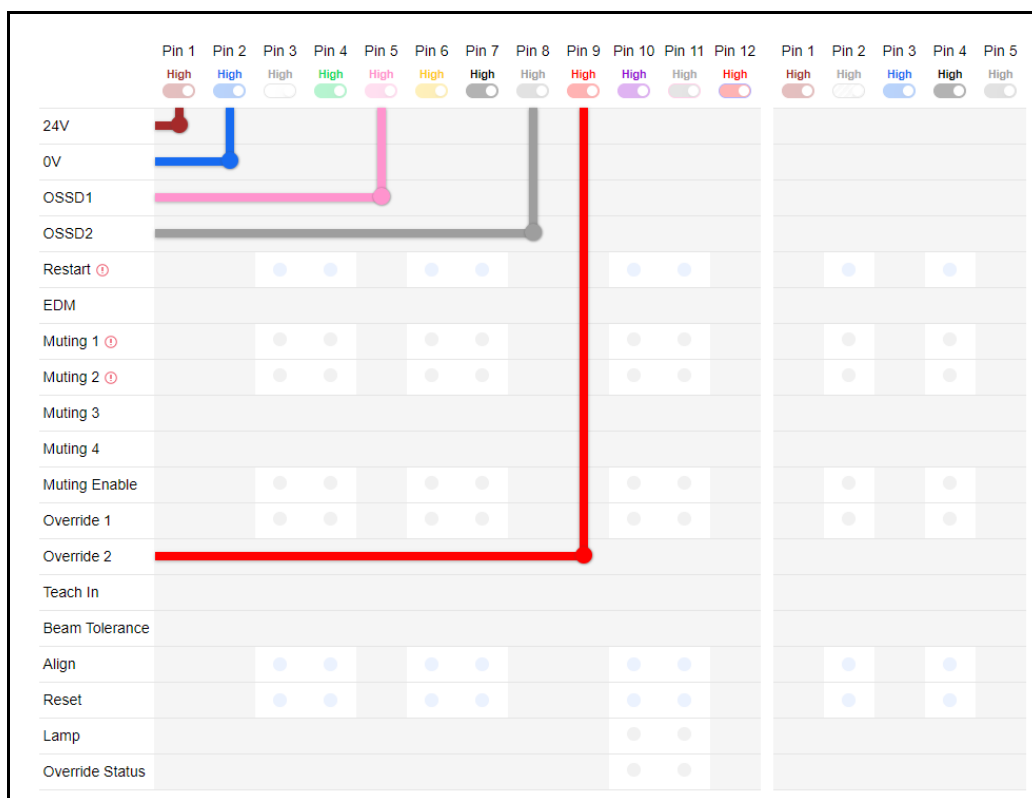 Pin 1 Pin 2 Pin 3 Pin 4 Pin 5 Pin 6 Pin 7 Pin 8 Pin 9 Pin 10 Pin 11 Pin 12 Pin 1 Pin 2 Pin 3 Pin 4 Pin 5
High High High High High High High High High High High High High High High High High
24V
0V
OSSD1
OSSD2
Restart
EDM
Muting 1
Muting 2
Muting 3
Muting 4
Muting Enable
Override 1
Override 2
Teach In
Beam Tolerance
Align
Reset
Lamp
Override Status